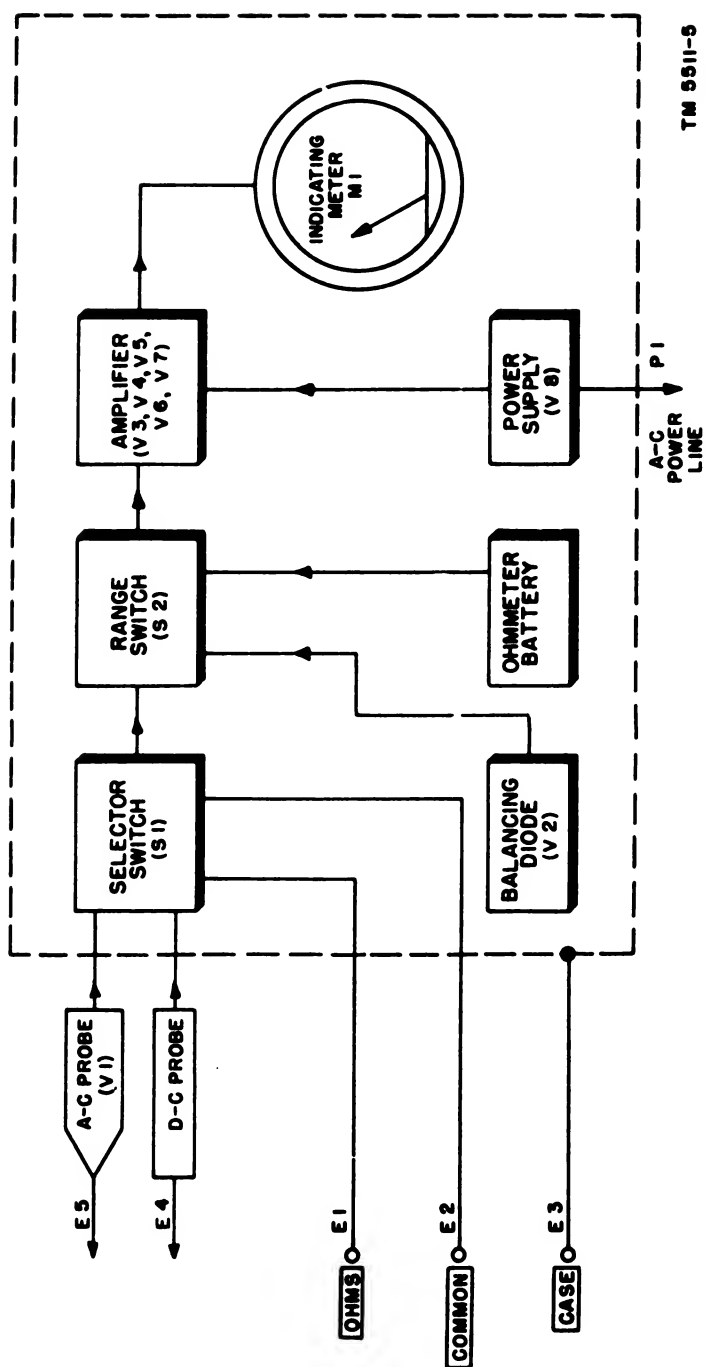 A-C PROBE
(V1)
E5
D-C PROBE
E4
OHMS
E1
COMMON
E2
CASE
E3
SELECTOR
SWITCH
(S1)
RANGE
SWITCH
(S2)
AMPLIFIER
(V3, V4, V5,
V6, V7)
INDICATING
METER
M1
BALANCING
DIODE
(V2)
OHMMETER
BATTERY
POWER
SUPPLY
(V8)
P1
A-C
POWER
LINE
TM 5511-5